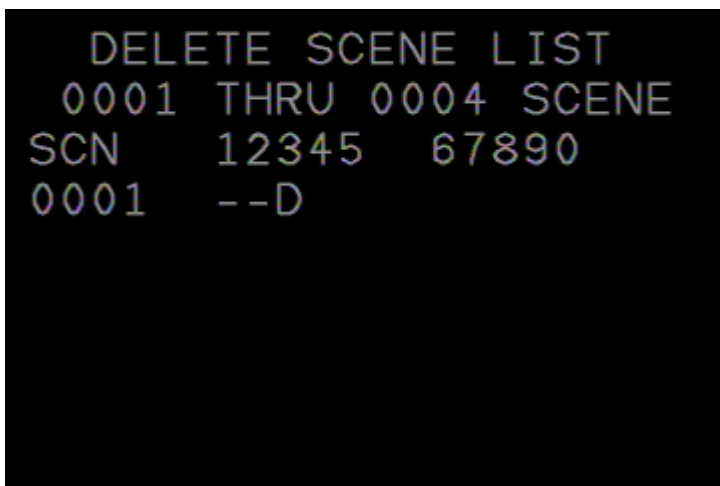 DELETE SCENE LIST
0001 THRU 0004 SCENE
SCN 12345 67890
0001 --D